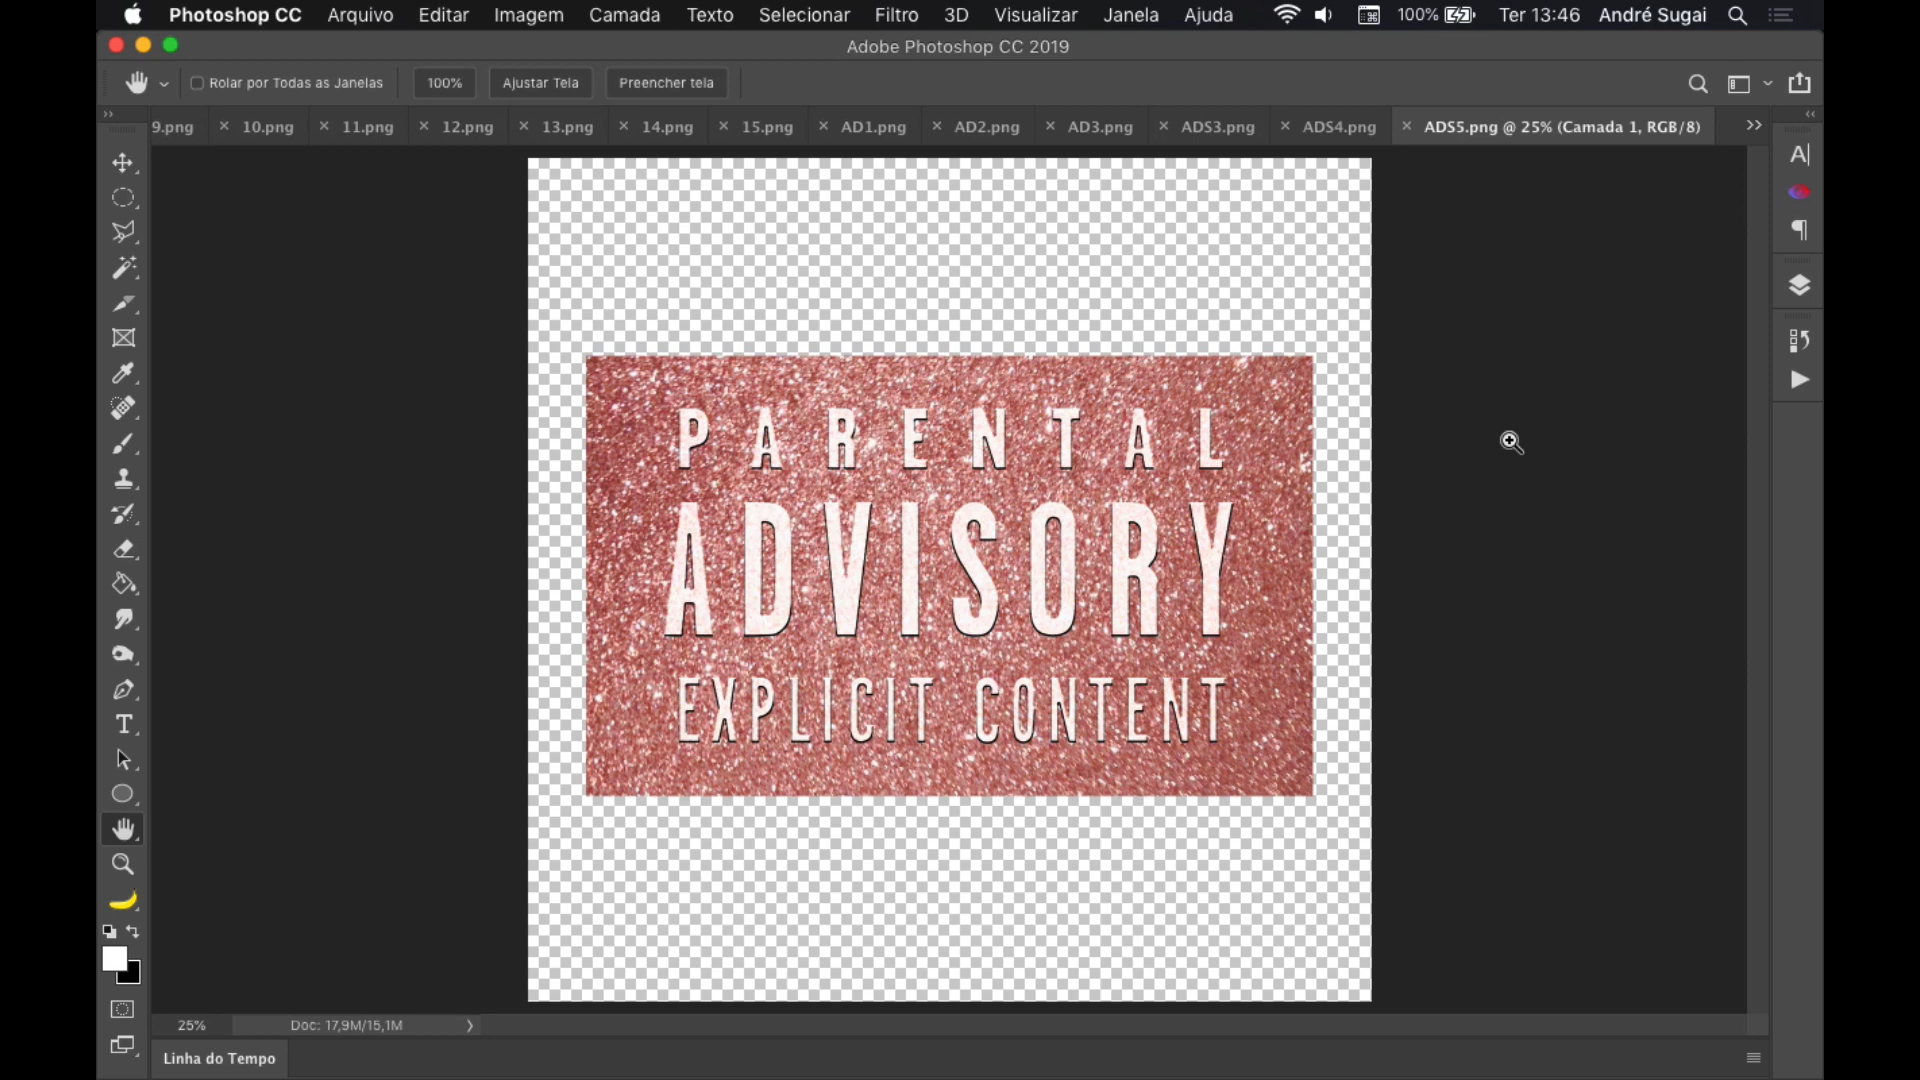 Photoshop CC Arquivo Editar Imagem Camada Texto Selecionar Filtro 3D Visualizar Janela Ajuda 100% Ter 13:46 André Sugai
Adobe Photoshop CC 2019
Rolar por Todas as Janelas 100% Ajustar Tela Preencher tela
9.png × 10.png × 11.png × 12.png × 13.png × 14.png × 15.png × AD1.png × AD2.png × AD3.png × ADS3.png × ADS4.png × ADS5.png @ 25% (Camada 1, RGB/8)
PARENTAL
ADVISORY
EXPLICIT CONTENT
25% Doc: 17,9M/15,1M
Linha do Tempo